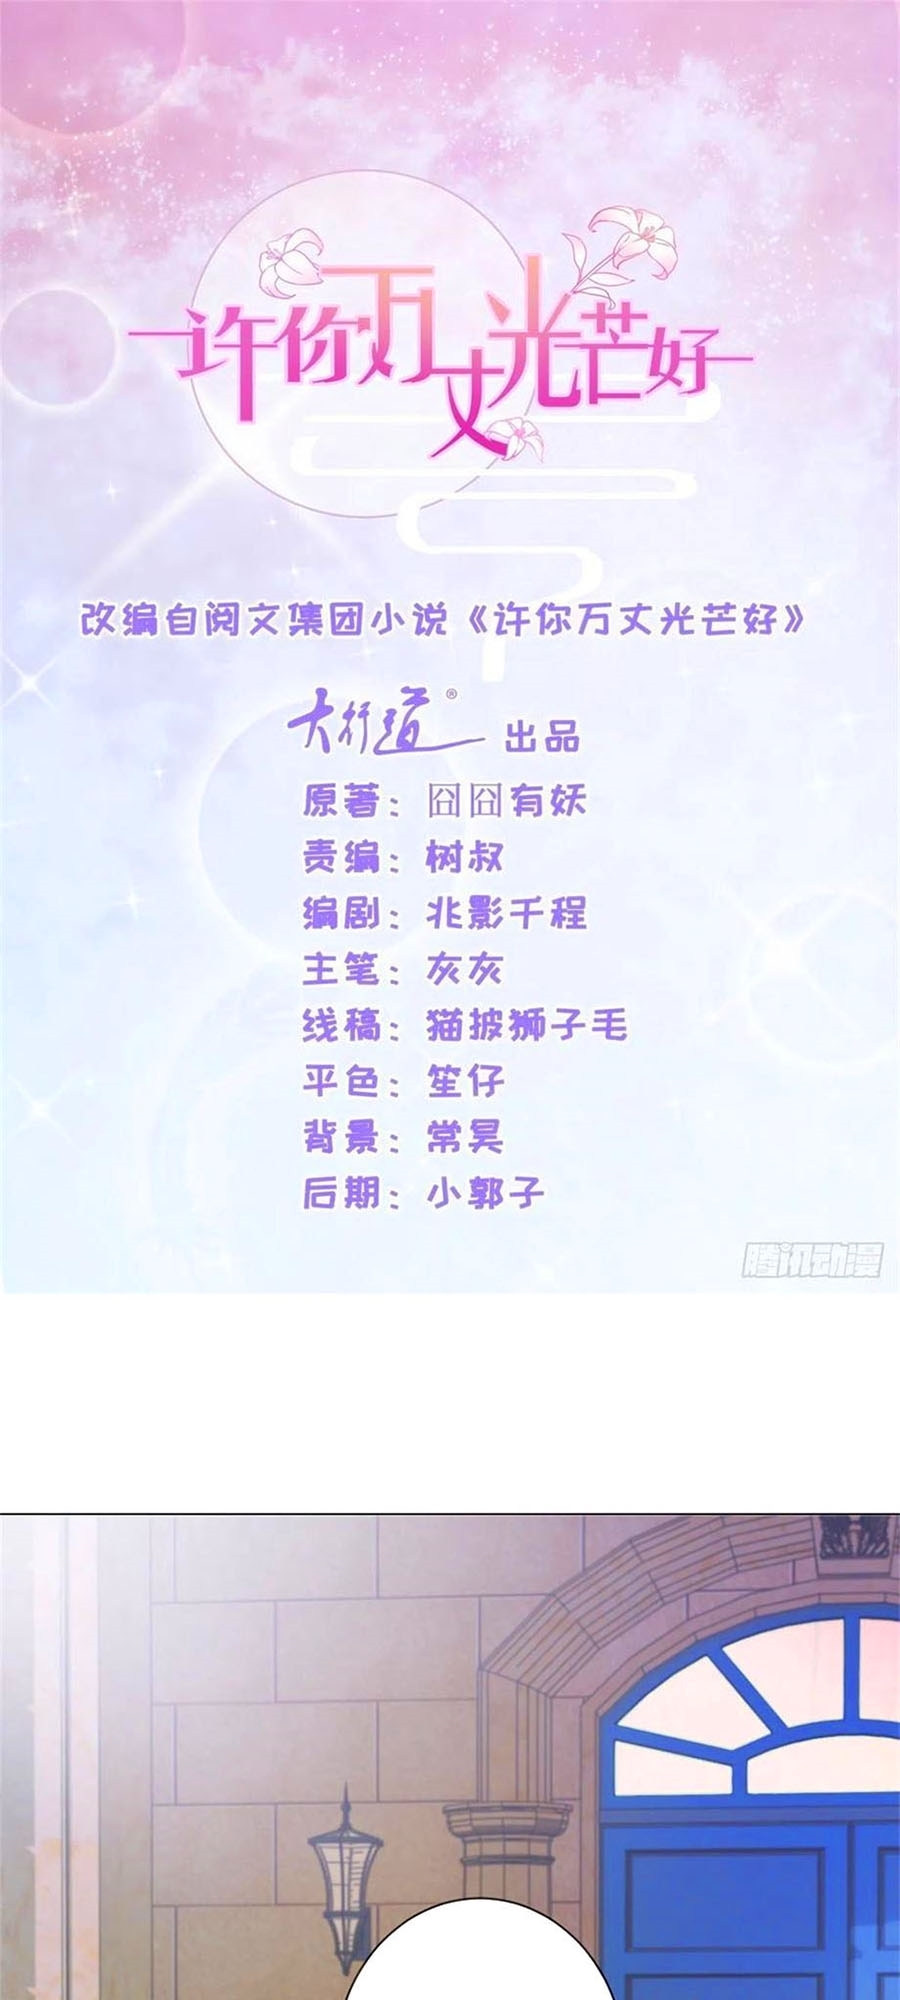 许你万丈光芒好
改编自阅文集团小说《许你万丈光芒好》
大行道® 出品
原著：囧囧有妖
责编：树叔
编剧：兆影千程
主笔：灰灰
线稿：猫披狮子毛
平色：笙仔
背景：常昊
后期：小郭子
腾讯动漫